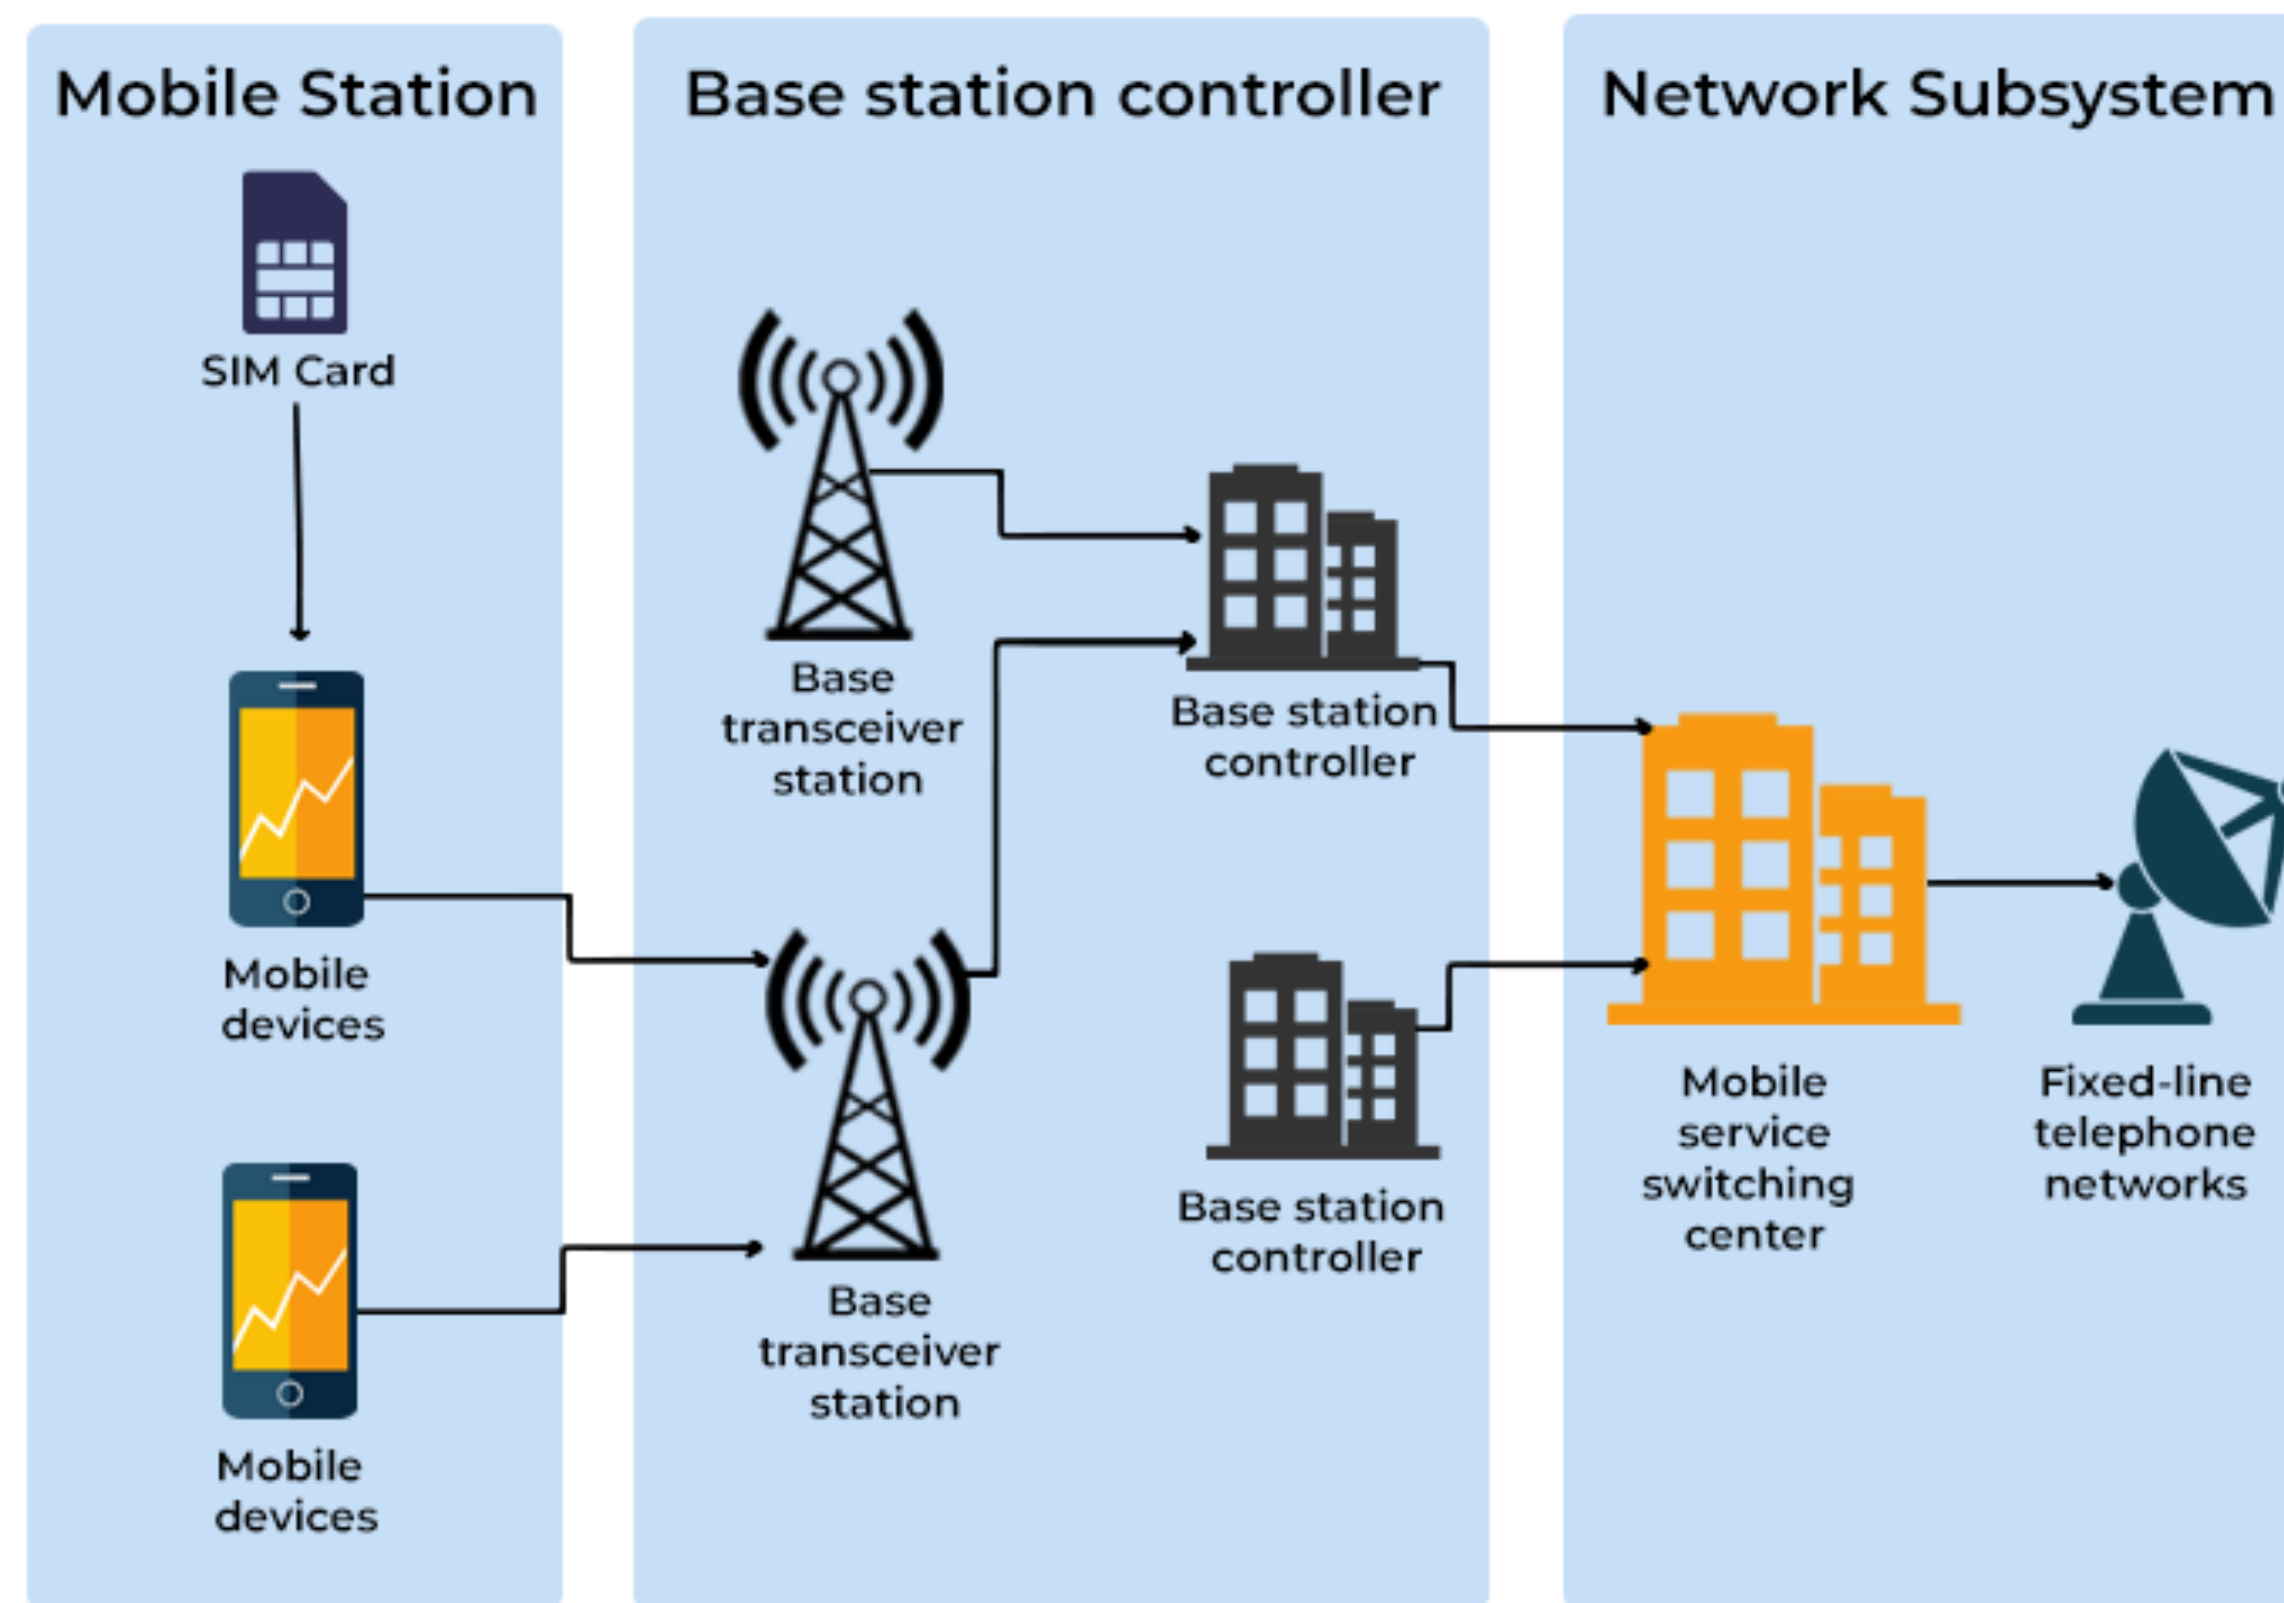 Mobile Station
SIM Card
Mobile
devices
Mobile
devices
Base station controller
Base
transceiver
station
Base station
controller
Base
transceiver
station
Base station
controller
Network Subsystem
Mobile
service
switching
center
Fixed-line
telephone
networks